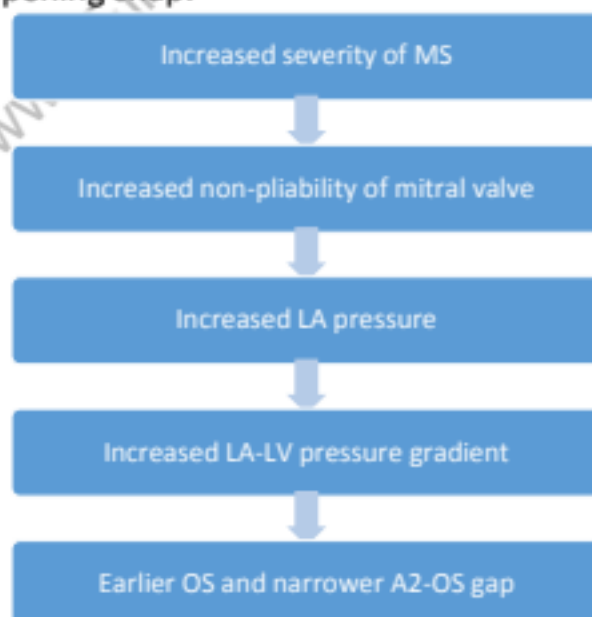 Increased severity of MS
Increased non-pliability of mitral valve
Increased LA pressure
Increased LA-LV pressure gradient
Earlier OS and narrower A2-OS gap